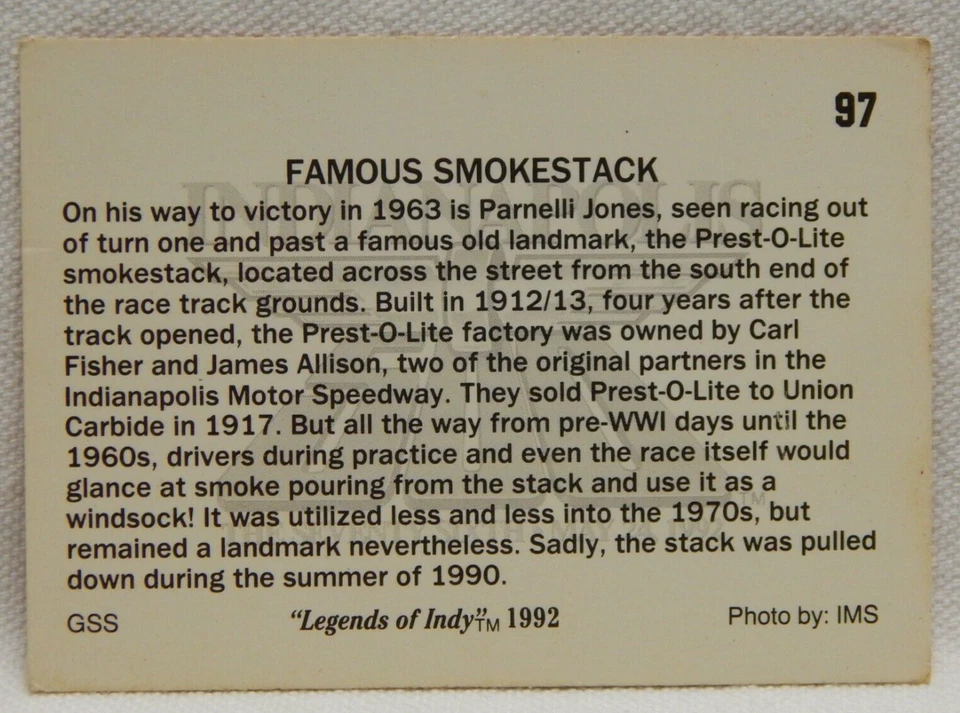 97
FAMOUS SMOKESTACK
On his way to victory in 1963 is Parnelli Jones, seen racing out
of turn one and past a famous old landmark, the Prest-O-Lite
smokestack, located across the street from the south end of
the race track grounds. Built in 1912/13, four years after the
track opened, the Prest-O-Lite factory was owned by Carl
Fisher and James Allison, two of the original partners in the
Indianapolis Motor Speedway. They sold Prest-O-Lite to Union
Carbide in 1917. But all the way from pre-WWI days until the
1960s, drivers during practice and even the race itself would
glance at smoke pouring from the stack and use it as a
windsock! It was utilized less and less into the 1970s, but
remained a landmark nevertheless. Sadly, the stack was pulled
down during the summer of 1990.
GSS "Legends of Indy"TM 1992 Photo by: IMS
INDIANAPOLIS
TM